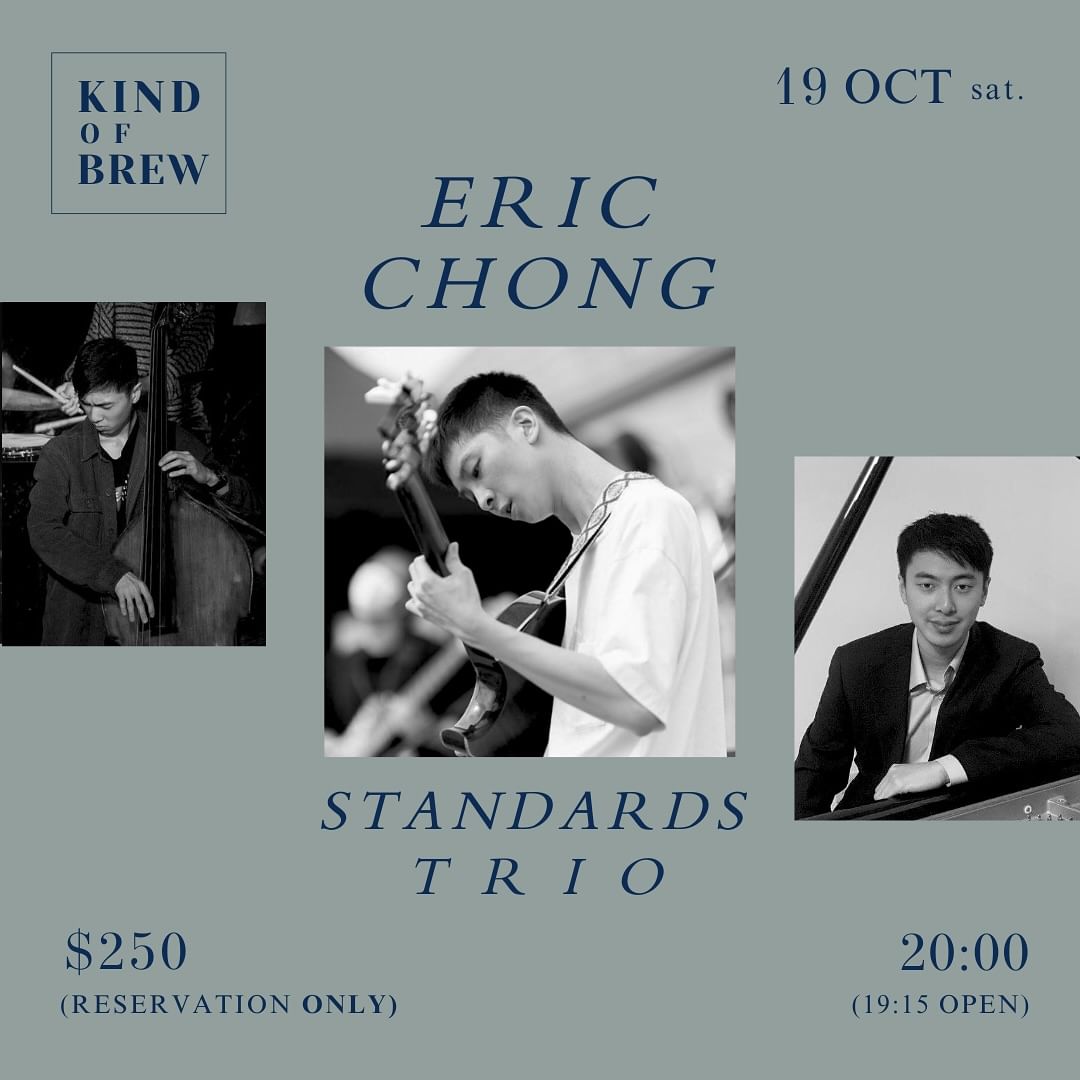 KIND
OF
BREW
19 OCT sat.
ERIC
CHONG
STANDARDS
TRIO
$250
(RESERVATION ONLY)
20:00
(19:15 OPEN)